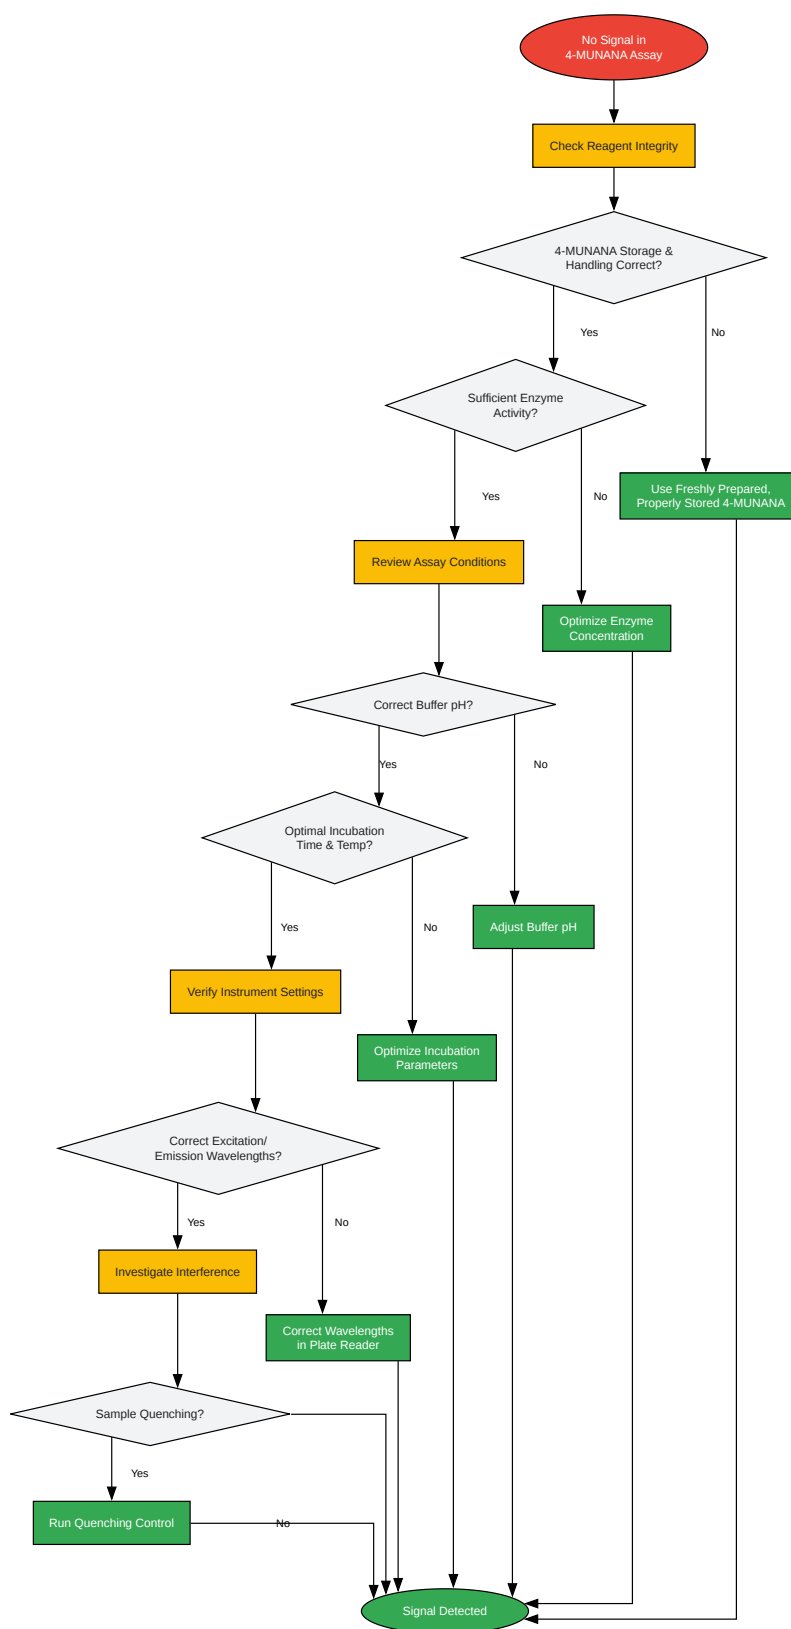 No Signal in
4-MUNANA Assay
Check Reagent Integrity
4-MUNANA Storage &
Handling Correct?
Yes
No
Sufficient Enzyme
Activity?
Yes
No
Use Freshly Prepared,
Properly Stored 4-MUNANA
Review Assay Conditions
Optimize Enzyme
Concentration
Correct Buffer pH?
Yes
No
Optimal Incubation
Time & Temp?
Yes
No
Adjust Buffer pH
Verify Instrument Settings
Optimize Incubation
Parameters
Correct Excitation/
Emission Wavelengths?
Yes
No
Investigate Interference
Correct Wavelengths
in Plate Reader
Sample Quenching?
Yes
Run Quenching Control
No
Signal Detected